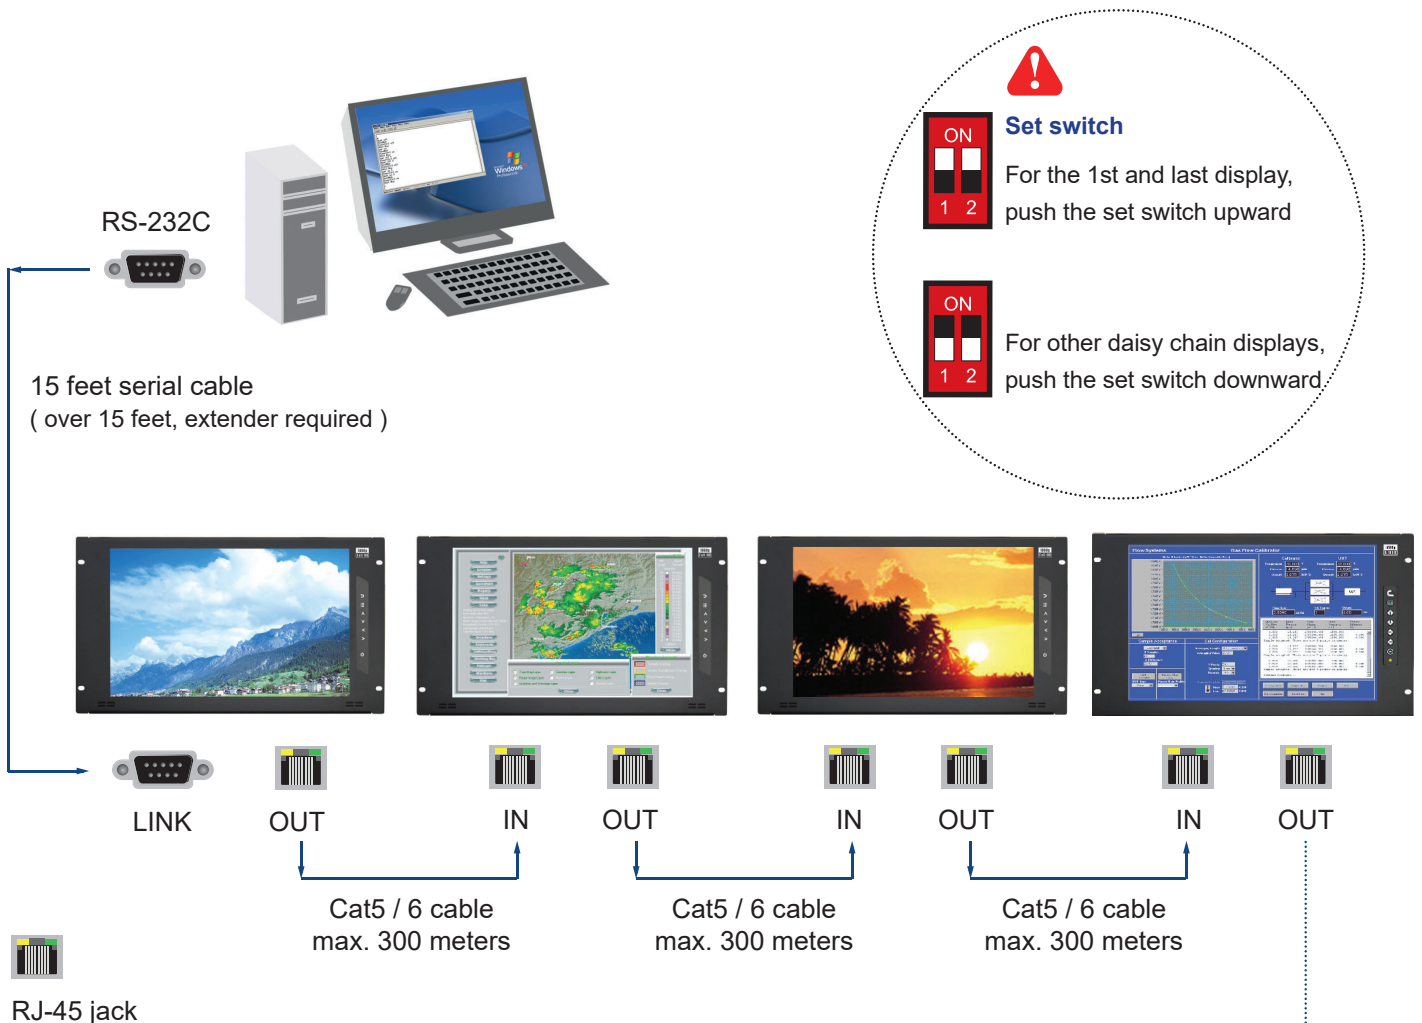 ON
1 2
Set switch
For the 1st and last display,
push the set switch upward
ON
1 2
For other daisy chain displays,
push the set switch downward.
RS-232C
Windows
15 feet serial cable
( over 15 feet, extender required )
Flow Systems
LINK
OUT
IN
OUT
IN
OUT
IN
OUT
Cat5 / 6 cable
max. 300 meters
Cat5 / 6 cable
max. 300 meters
Cat5 / 6 cable
max. 300 meters
RJ-45 jack